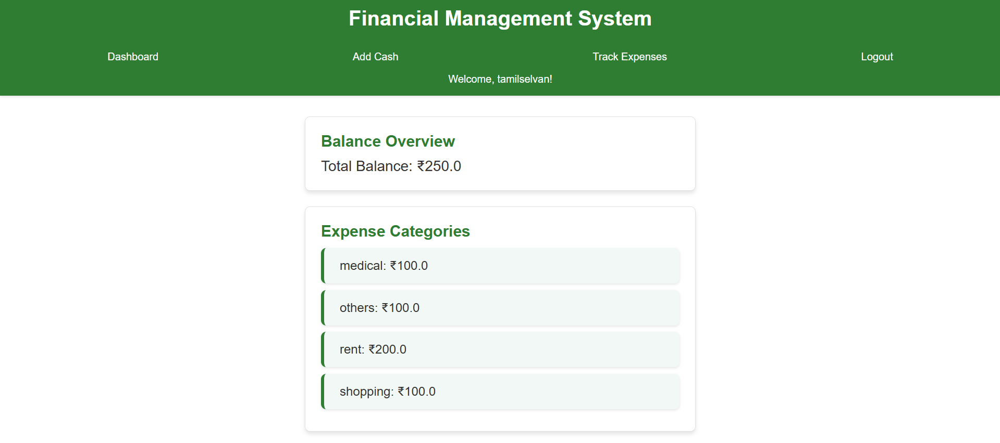 Financial Management System
Dashboard Add Cash Track Expenses Logout
Welcome, tamilselvan!
Balance Overview
Total Balance: ₹250.0
Expense Categories
medical: ₹100.0
others: ₹100.0
rent: ₹200.0
shopping: ₹100.0